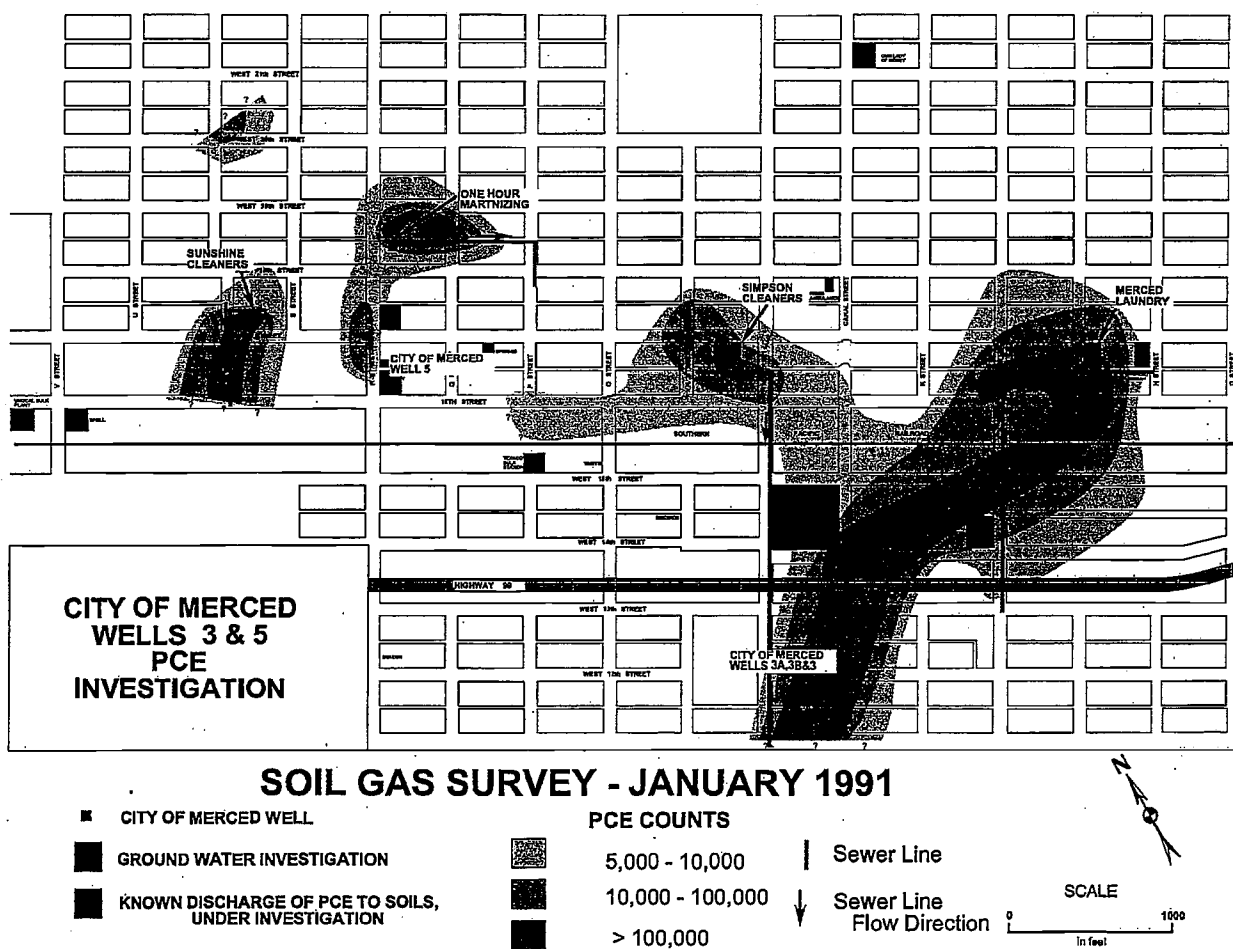 WEST 21th STREET
?
?
?
ONE HOUR
MARTNIZING
SUNSHINE
CLEANERS
SIMPSON
CLEANERS
MERCED
LAUNDRY
U STREET
S STREET
CANAL STREET
V STREET
P STREET
O STREET
K STREET
H STREET
G STREET
CITY OF MERCED
WELL 5
16TH STREET
SHELL
?
?
?
?
?
SOUTHERN
WEST 15th STREET
WEST 14th STREET
HIGHWAY 99
WEST 13th STREET
CITY OF MERCED
WELLS 3A,3B&3
WEST 12th STREET
?
?
?
CITY OF MERCED
WELLS 3 & 5
PCE
INVESTIGATION
SOIL GAS SURVEY - JANUARY 1991
CITY OF MERCED WELL
GROUND WATER INVESTIGATION
KNOWN DISCHARGE OF PCE TO SOILS,
UNDER INVESTIGATION
PCE COUNTS
5,000 - 10,000
10,000 - 100,000
> 100,000
Sewer Line
Sewer Line
Flow Direction
N
SCALE
0 1000
In feet